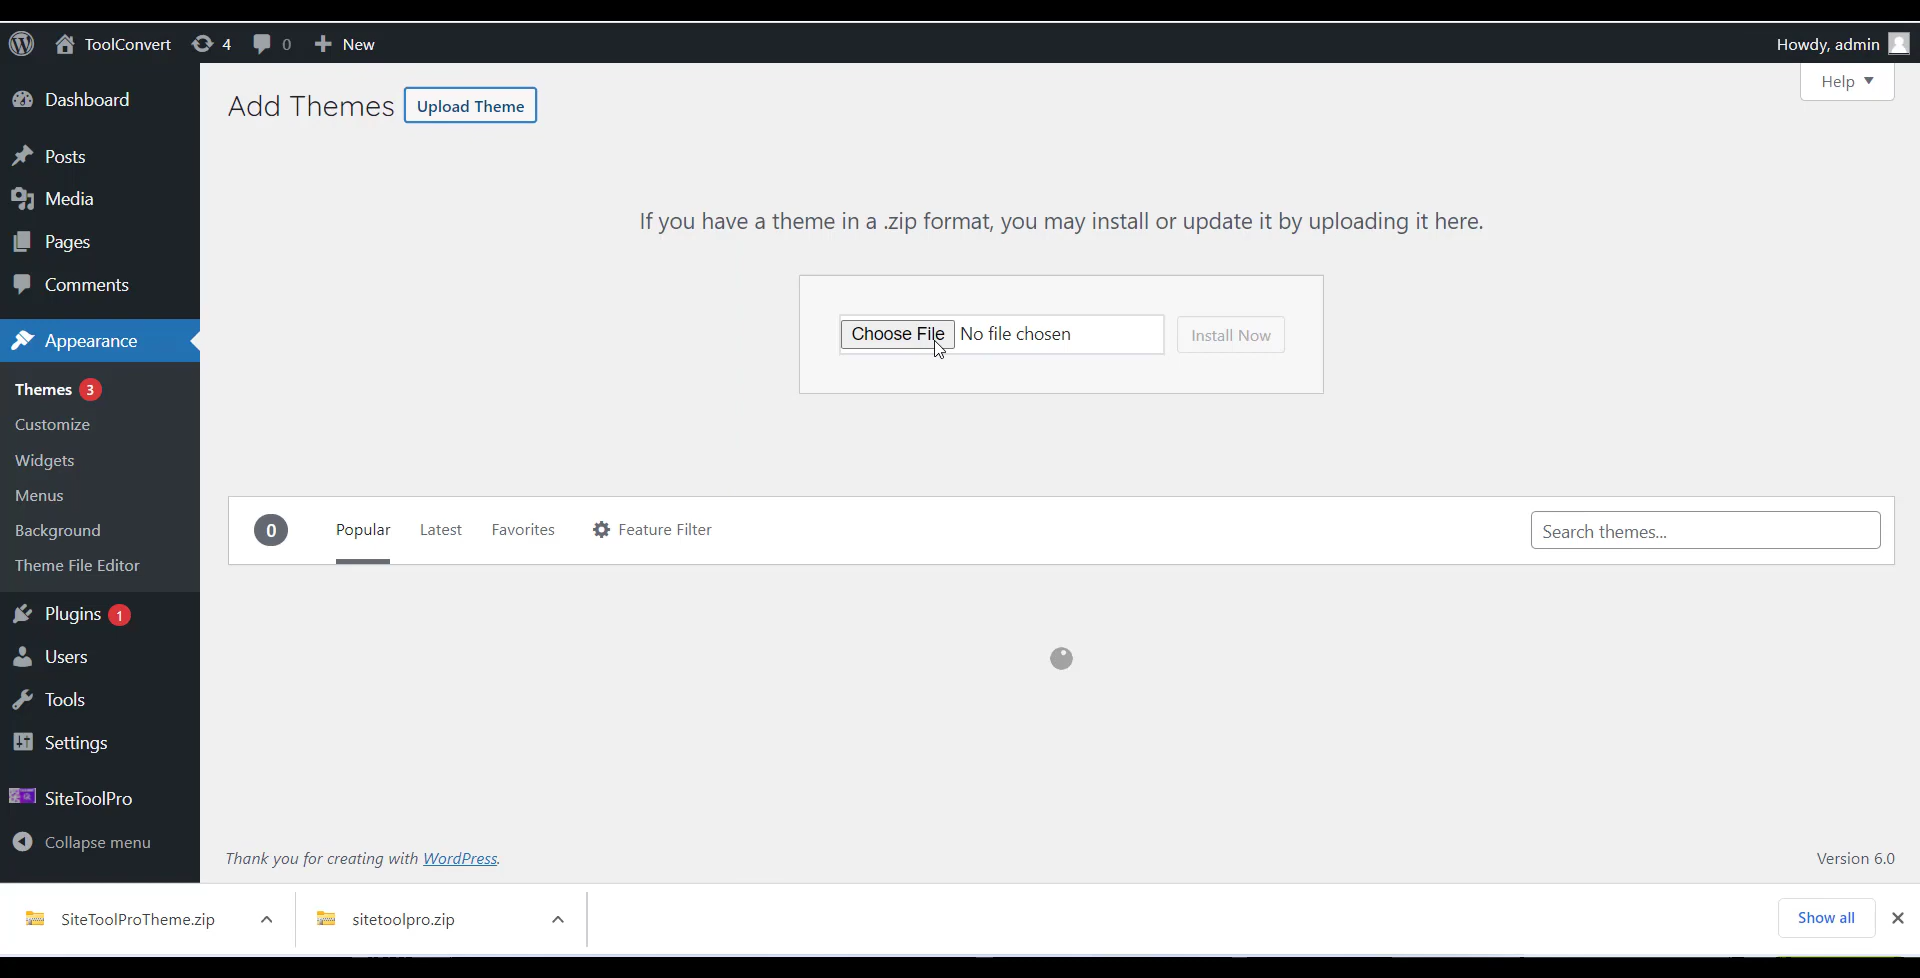 ToolConvert 4 0 New Howdy, admin
Help
Dashboard
Posts
Media
Pages
Comments
Appearance
Themes 3
Customize
Widgets
Menus
Background
Theme File Editor
Plugins 1
Users
Tools
Settings
SiteToolPro
Collapse menu
Add Themes Upload Theme
If you have a theme in a .zip format, you may install or update it by uploading it here.
Choose File No file chosen Install Now
0 Popular Latest Favorites Feature Filter Search themes...
Thank you for creating with WordPress. Version 6.0
SiteToolProTheme.zip sitetoolpro.zip Show all